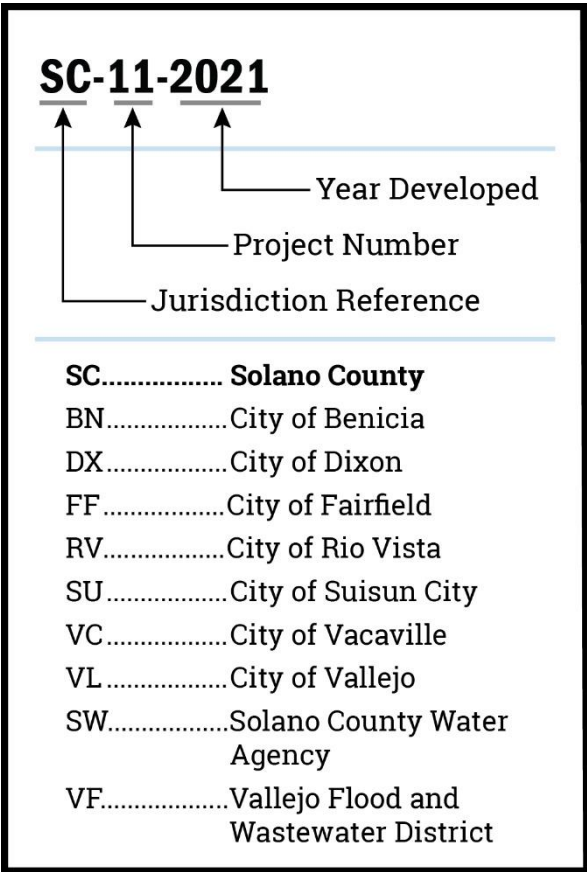 SC-11-2021
Year Developed
Project Number
Jurisdiction Reference
SC................. Solano County
BN..................City of Benicia
DX..................City of Dixon
FF..................City of Fairfield
RV..................City of Rio Vista
SU..................City of Suisun City
VC..................City of Vacaville
VL..................City of Vallejo
SW..................Solano County Water
Agency
VF...................Vallejo Flood and
Wastewater District